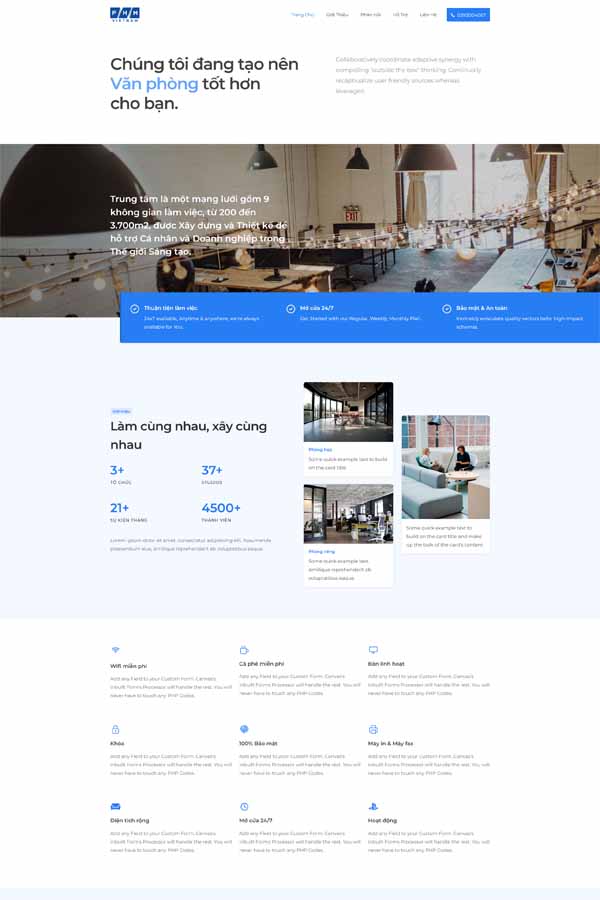 PHM
VIETNAM
Trang Chủ
Giới Thiệu
Phản Hồi
Hỗ Trợ
Liên Hệ
Chúng tôi đang tạo nên
Văn phòng tốt hơn
cho bạn.
Collaboratively coordinate adaptive synergy with
compelling "outside the box" thinking. Continually
recaptiualize user friendly sources whereas
leveraged.
EXIT
Trung tâm là một mạng lưới gồm 9
không gian làm việc, từ 200 đến
3.700m2, được Xây dựng và Thiết kế để
hỗ trợ Cá nhân và Doanh nghiệp trong
Thế giới Sáng tạo.
Thuận tiện làm việc
24x7 available, Anytime & anywhere, we're always
available for You.
Mở cửa 24/7
Get Started with our Regular, Weekly, Monthly Plan.
Bảo mật & An toàn
Intrinsicly evisculate quality vectors befor high-impact
schemas.
Giới thiệu
Làm cùng nhau, xây cùng
nhau
3+
TỔ CHỨC
37+
21+
SỰ KIỆN THÁNG
4500+
THÀNH VIÊN
Lorem ipsum dolor sit amet, consectetur adipisicing elit. Assumenda
praesendium eius, similique reprehenderit ab voluptatibus eaque.
Phòng họp
Some quick example text to build
on the card title
Phòng riêng
Some quick example text,
similique reprehenderit ab
voluptatibus eaque
Some quick example text to
build on the card title and make
up the bulk of the card's content.
Wifi miễn phí
Add any Field to your Custom Form. Canvas's
inbuilt Forms Processor will handle the rest. You will
never have to touch any PHP Codes.
Cà phê miễn phí
Add any Field to your Custom Form. Canvas's
inbuilt Forms Processor will handle the rest. You will
never have to touch any PHP Codes.
Bàn linh hoạt
Add any Field to your Custom Form. Canvas's
inbuilt Forms Processor will handle the rest. You will
never have to touch any PHP Codes.
Khóa
Add any Field to your Custom Form. Canvas's
inbuilt Forms Processor will handle the rest. You will
never have to touch any PHP Codes.
100% Bảo mật
Add any Field to your Custom Form. Canvas's
inbuilt Forms Processor will handle the rest. You will
never have to touch any PHP Codes.
Máy in & Máy fax
Add any Field to your custom Form. Canvas's
inbuilt Forms Processor will handle the rest. You will
never have to touch any PHP Codes.
Diện tích rộng
Add any Field to your Custom Form. Canvas's
inbuilt Forms Processor will handle the rest. You will
never have to touch any PHP Codes.
Mở cửa 24/7
Add any Field to your Custom Form. Canvas's
inbuilt Forms Processor will handle the rest. You will
never have to touch any PHP Codes.
Hoạt động
Add any Field to your Custom Form. Canvas's
inbuilt Forms Processor will handle the rest. You will
never have to touch any PHP Codes.